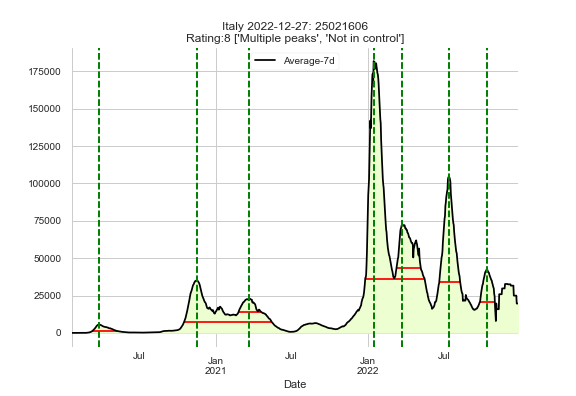 Italy 2022-12-27: 25021606
Rating:8 ['Multiple peaks', 'Not in control']
Average-7d
175000
150000
125000
100000
75000
50000
25000
0
Jul
Jan
2021
Jul
Jan
2022
Jul
Date